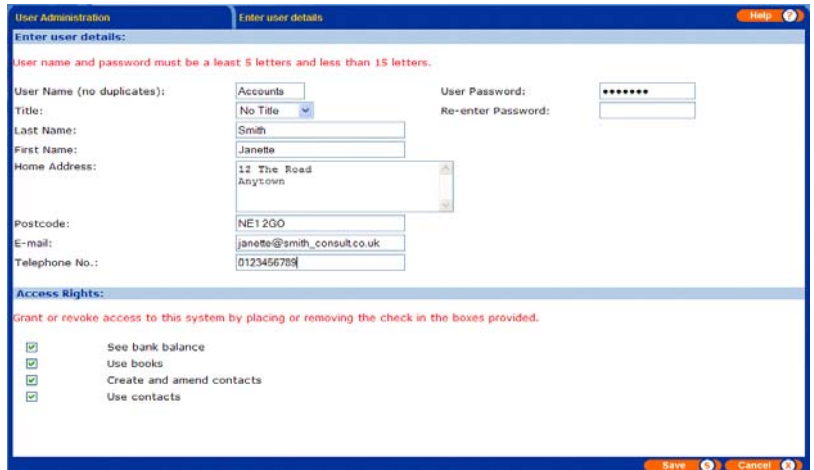 User Administration Enter user details Help ?
Enter user details:
User name and password must be a least 5 letters and less than 15 letters.
User Name (no duplicates): Accounts User Password: •••••••
Title: No Title Re-enter Password:
Last Name: Smith
First Name: Janette
Home Address: 12 The Road
Anytown
Postcode: NE1 2GO
E-mail: janette@smith_consult.co.uk
Telephone No.: 0123456789
Access Rights:
Grant or revoke access to this system by placing or removing the check in the boxes provided.
See bank balance
Use books
Create and amend contacts
Use contacts
Save S Cancel X